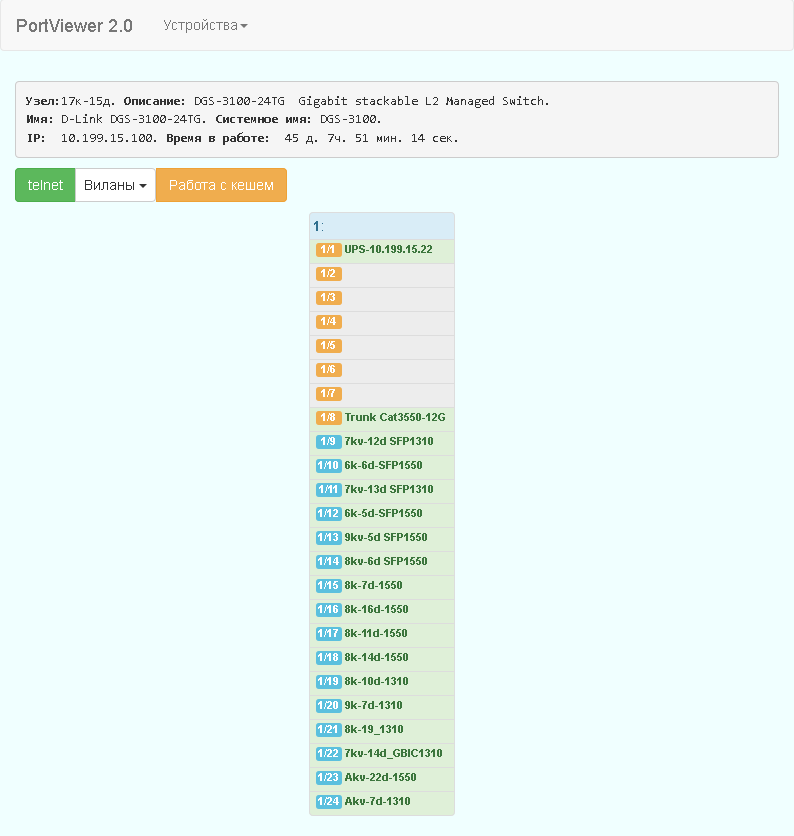 PortViewer 2.0 Устройства
Узел:17к-15д. Описание: DGS-3100-24TG Gigabit stackable L2 Managed Switch.
Имя: D-Link DGS-3100-24TG. Системное имя: DGS-3100.
IP: 10.199.15.100. Время в работе: 45 д. 7ч. 51 мин. 14 сек.
telnet Виланы Работа с кешем
1:
1/1 UPS-10.199.15.22
1/2
1/3
1/4
1/5
1/6
1/7
1/8 Trunk Cat3550-12G
1/9 7kv-12d SFP1310
1/10 6k-6d-SFP1550
1/11 7kv-13d SFP1310
1/12 6k-5d-SFP1550
1/13 9kv-5d SFP1550
1/14 8kv-6d SFP1550
1/15 8k-7d-1550
1/16 8k-16d-1550
1/17 8k-11d-1550
1/18 8k-14d-1550
1/19 8k-10d-1310
1/20 9k-7d-1310
1/21 8k-19_1310
1/22 7kv-14d_GBIC1310
1/23 Akv-22d-1550
1/24 Akv-7d-1310